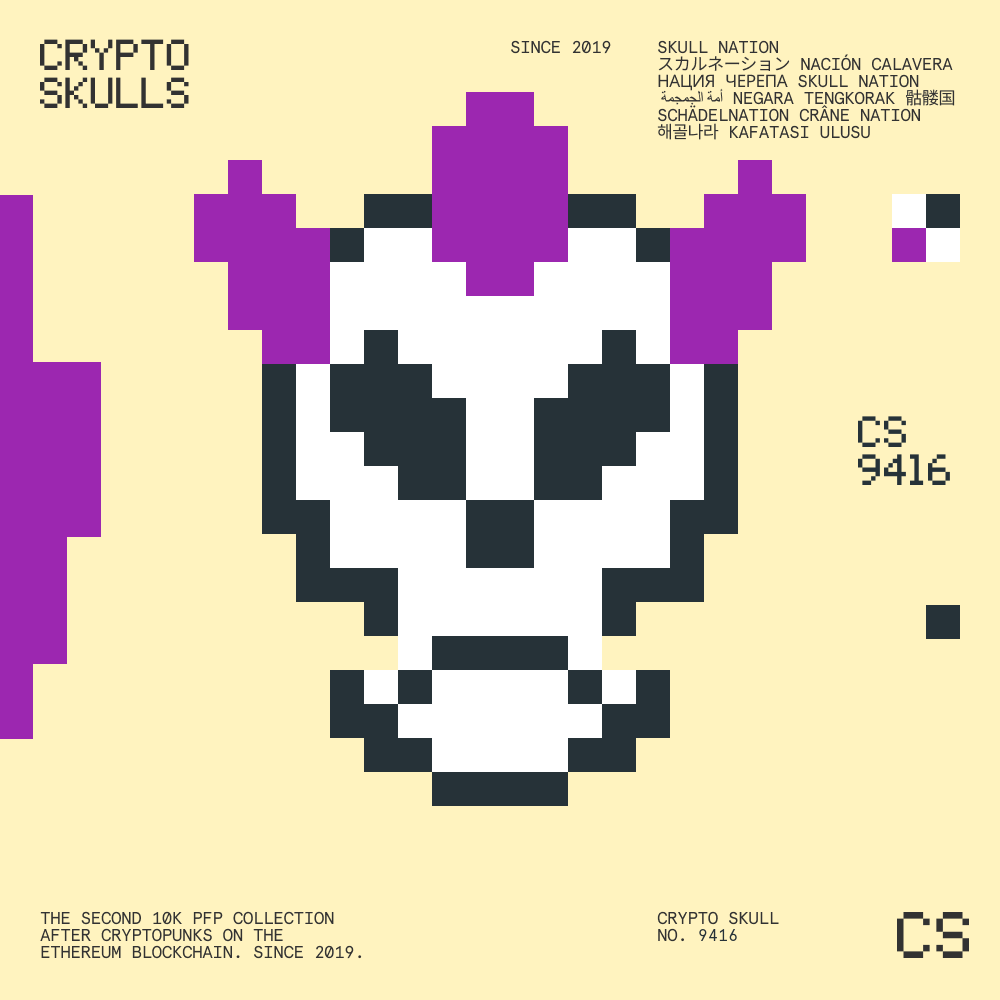 CRYPTO
SKULLS
SINCE 2019
SKULL NATION
スカルネーション NACIÓN CALAVERA
НАЦИЯ ЧЕРЕПА SKULL NATION
أمة الجمجمة NEGARA TENGKORAK 骷髅国
SCHÄDELNATION CRÂNE NATION
해골나라 KAFATASI ULUSU
CS
9416
THE SECOND 10K PFP COLLECTION
AFTER CRYPTOPUNKS ON THE
ETHEREUM BLOCKCHAIN. SINCE 2019.
CRYPTO SKULL
NO. 9416
CS